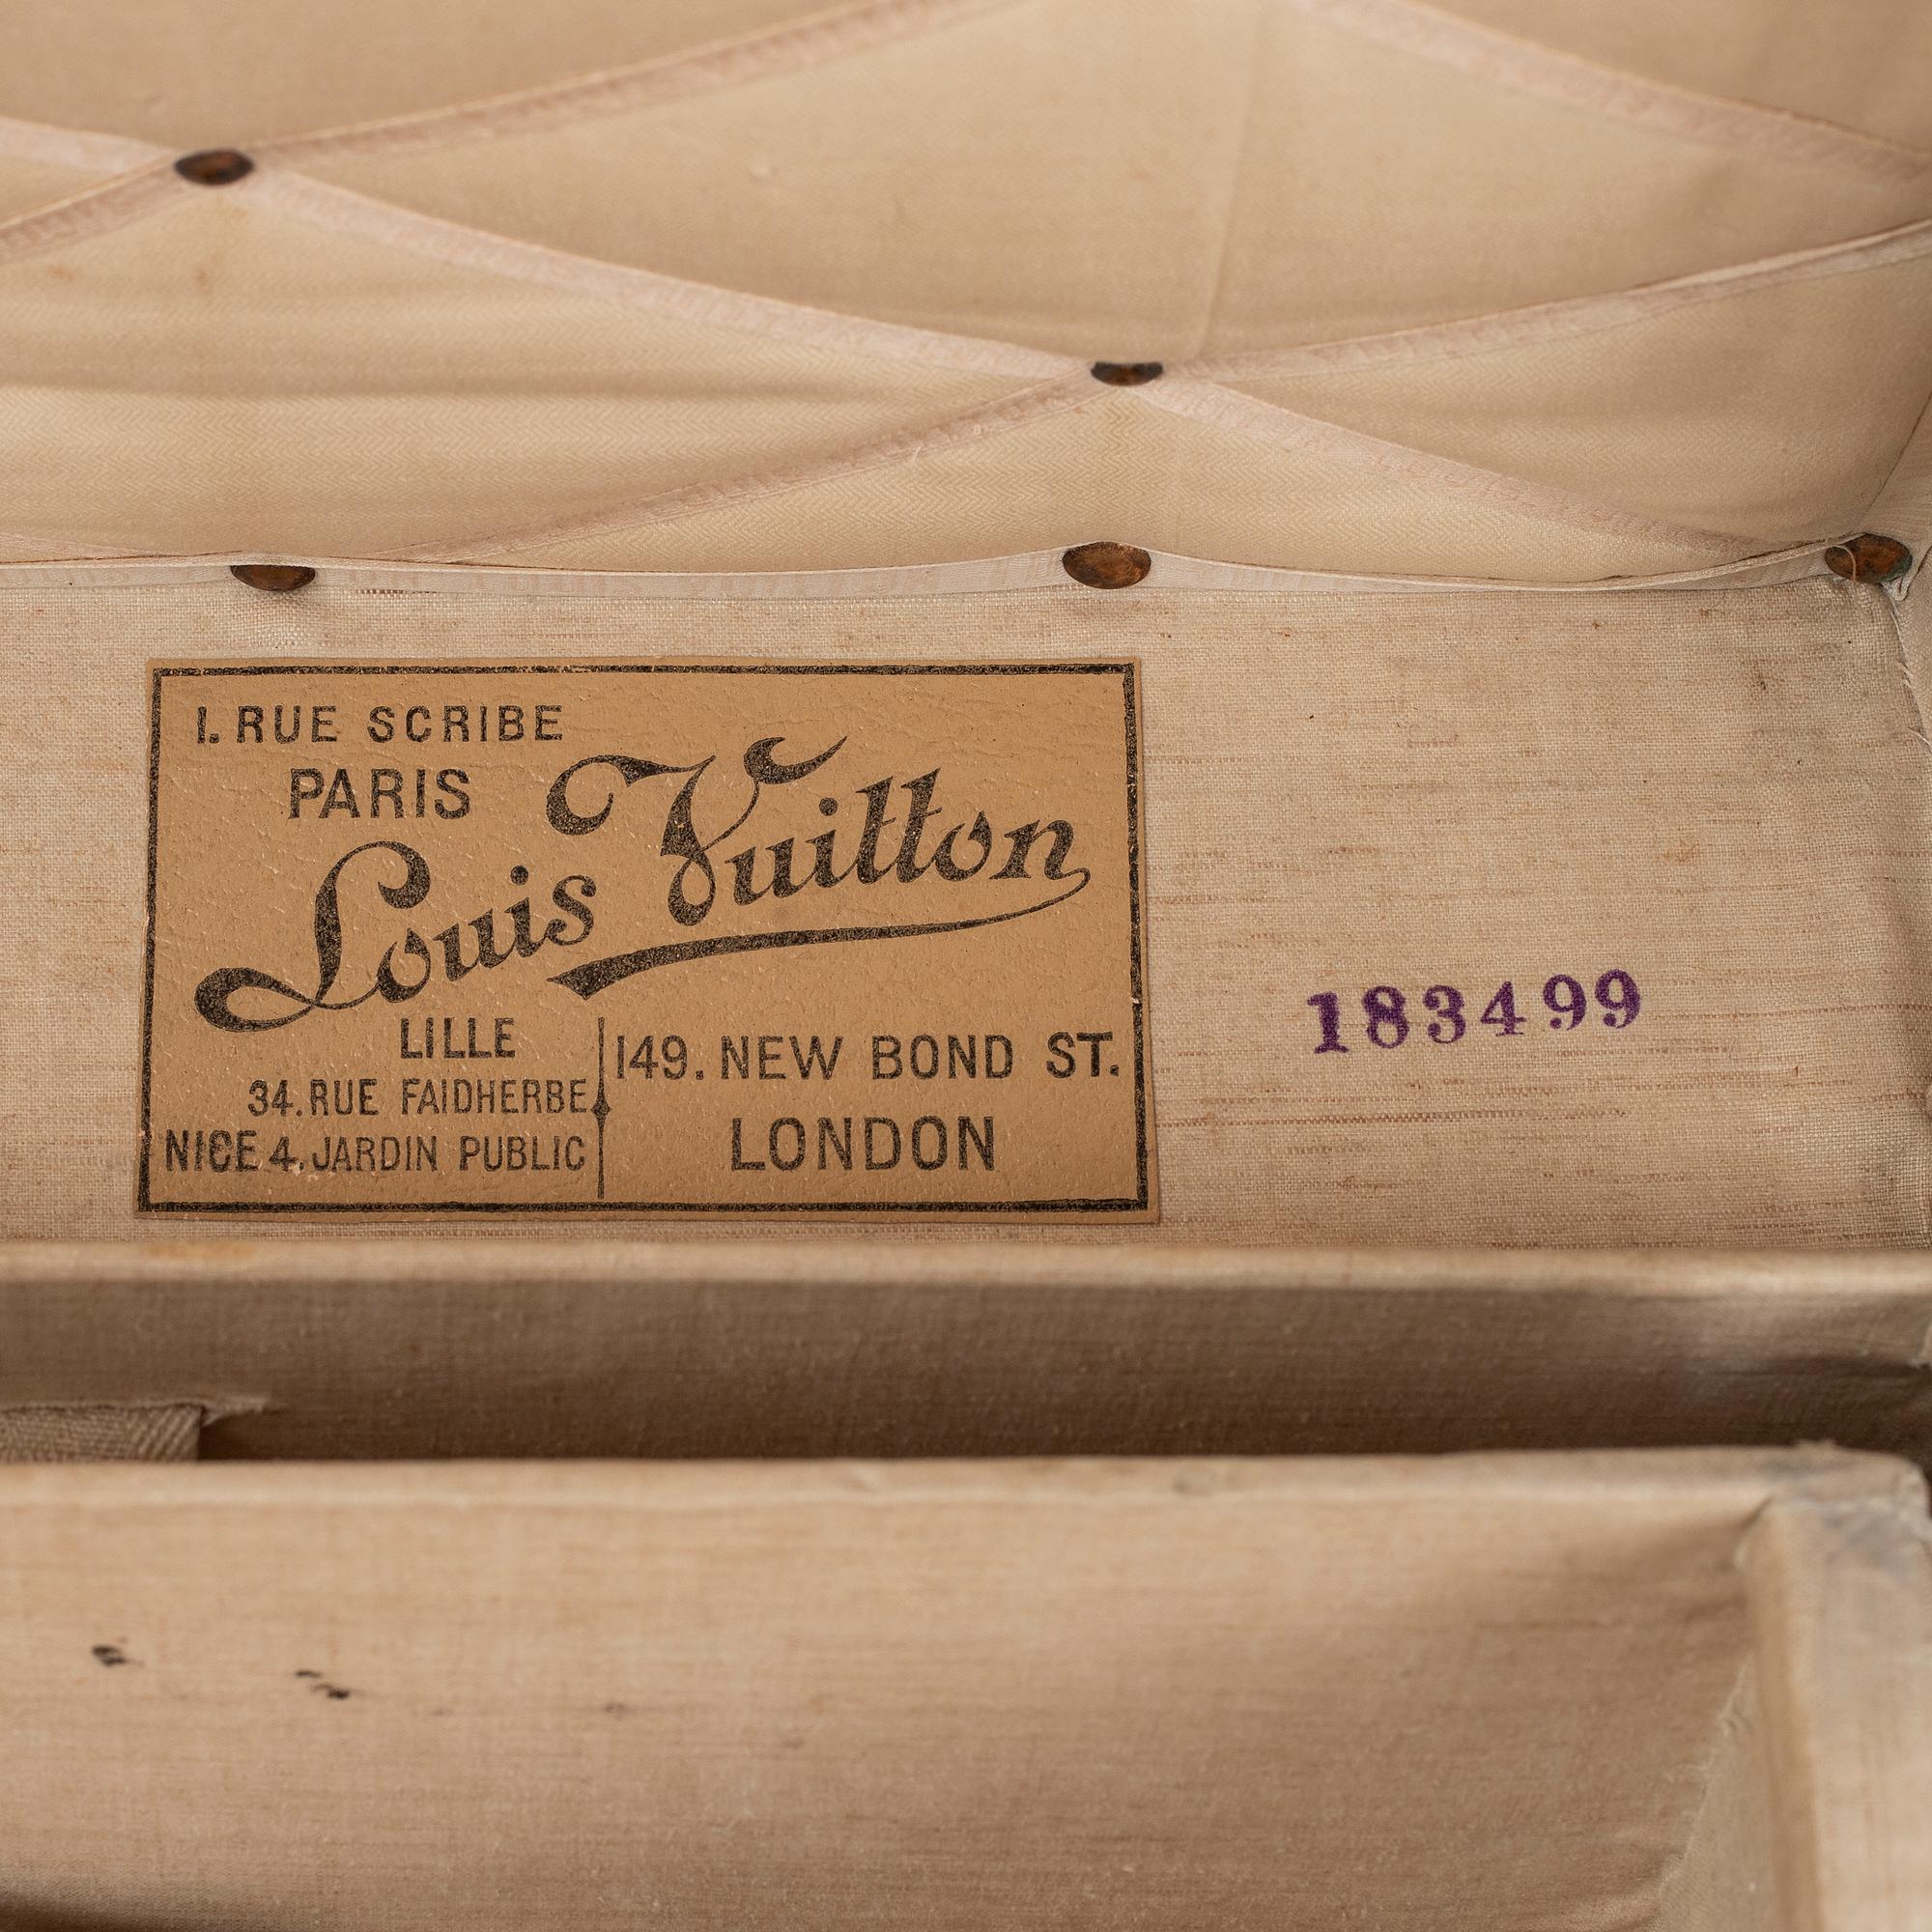 1. RUE SCRIBE
PARIS
Louis Vuitton
LILLE
34. RUE FAIDHERBE
NICE 4. JARDIN PUBLIC
149. NEW BOND ST.
LONDON
183499